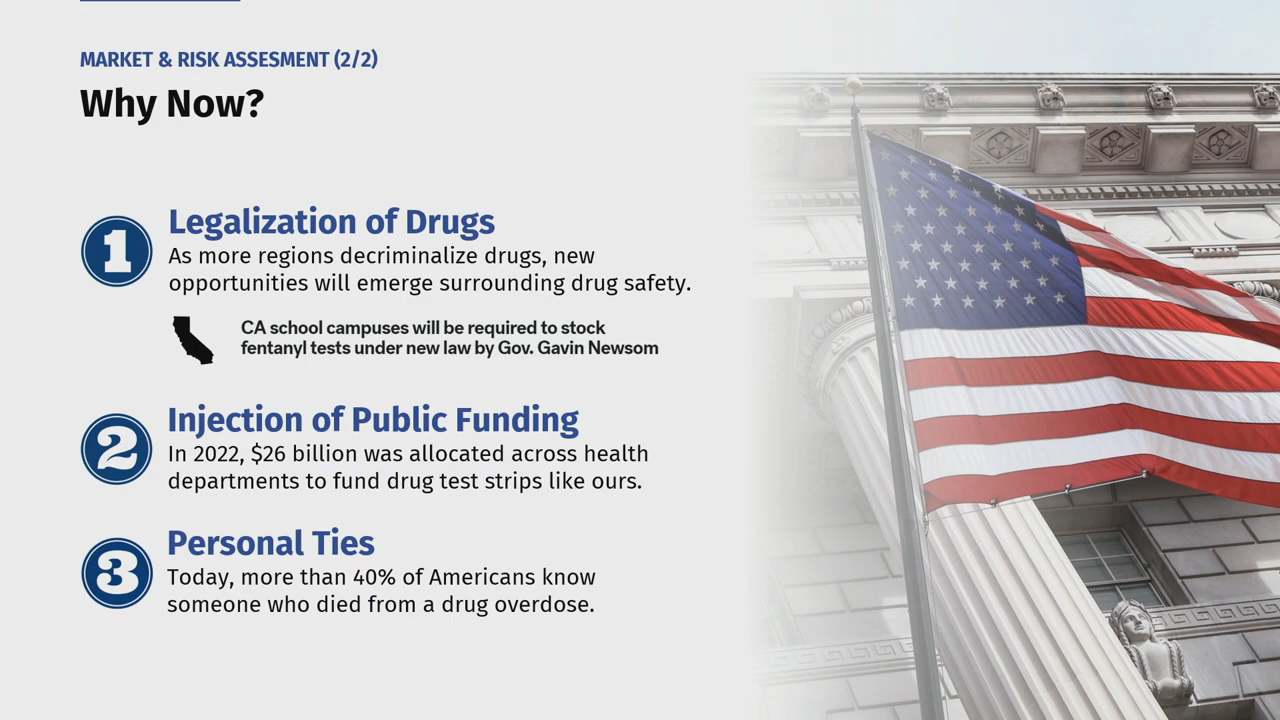 MARKET & RISK ASSESMENT (2/2)
Why Now?
1
Legalization of Drugs
As more regions decriminalize drugs, new
opportunities will emerge surrounding drug safety.
CA school campuses will be required to stock
fentanyl tests under new law by Gov. Gavin Newsom
2
Injection of Public Funding
In 2022, $26 billion was allocated across health
departments to fund drug test strips like ours.
3
Personal Ties
Today, more than 40% of Americans know
someone who died from a drug overdose.